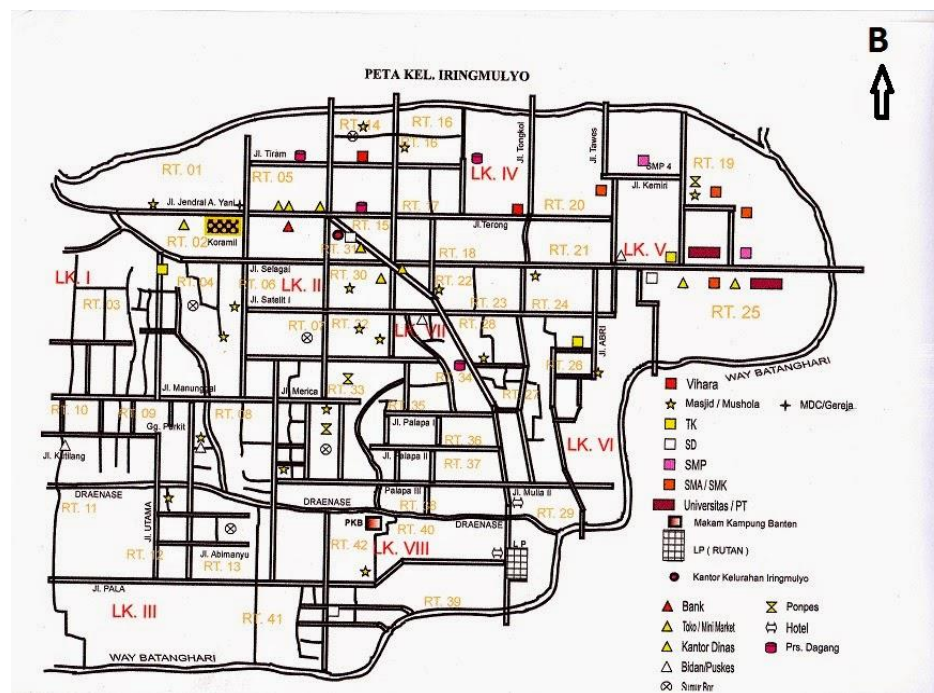 B
PETA KEL. IRINGMULYO
RT. 14
RT. 16
RT. 16
RT. 01
Jl. Tiram
RT. 05
LK. IV
Jl. Tongkol
Jl. Tawes
SMP 4
Jl. Kemiri
RT. 19
Jl. Jendral A. Yani
RT. 17
RT. 20
Koramil
RT. 02
RT. 15
Jl.Terong
RT. 31
RT. 18
RT. 21
LK. V
LK. I
RT. 04
Jl. Selagai
RT. 06
LK. II
RT. 30
RT. 22
RT. 03
Jl. Satelit I
RT. 23
RT. 24
RT. 25
RT. 07
RT. 32
LK. VII
RT. 28
Jl. ABRI
RT. 26
WAY BATANGHARI
RT. 34
Jl. Manunggal
Jl. Merica
RT. 33
RT. 27
RT. 10
RT. 09
RT. 08
RT. 35
Gg. Parkit
Jl. Palapa I
RT. 36
LK. VI
Jl. Kutilang
Jl. Palapa II
RT. 37
DRAENASE
DRAENASE
Palapa III
Jl. Mulia II
RT. 11
RT. 38
RT. 29
Jl. UTAMA
PKB
RT. 40
DRAENASE
RT. 12
Jl. Abimanyu
RT. 13
RT. 42
LK. VIII
LP
Jl. PALA
LK. III
RT. 41
RT. 39
WAY BATANGHARI
Vihara
Masjid / Mushola
MDC/Gereja
TK
SD
SMP
SMA / SMK
Universitas / PT
Makam Kampung Banten
LP ( RUTAN )
Kantor Kelurahan Iringmulyo
Bank
Ponpes
Toko / Mini Market
Hotel
Kantor Dinas
Prs. Dagang
Bidan/Puskes
Sumur Bor